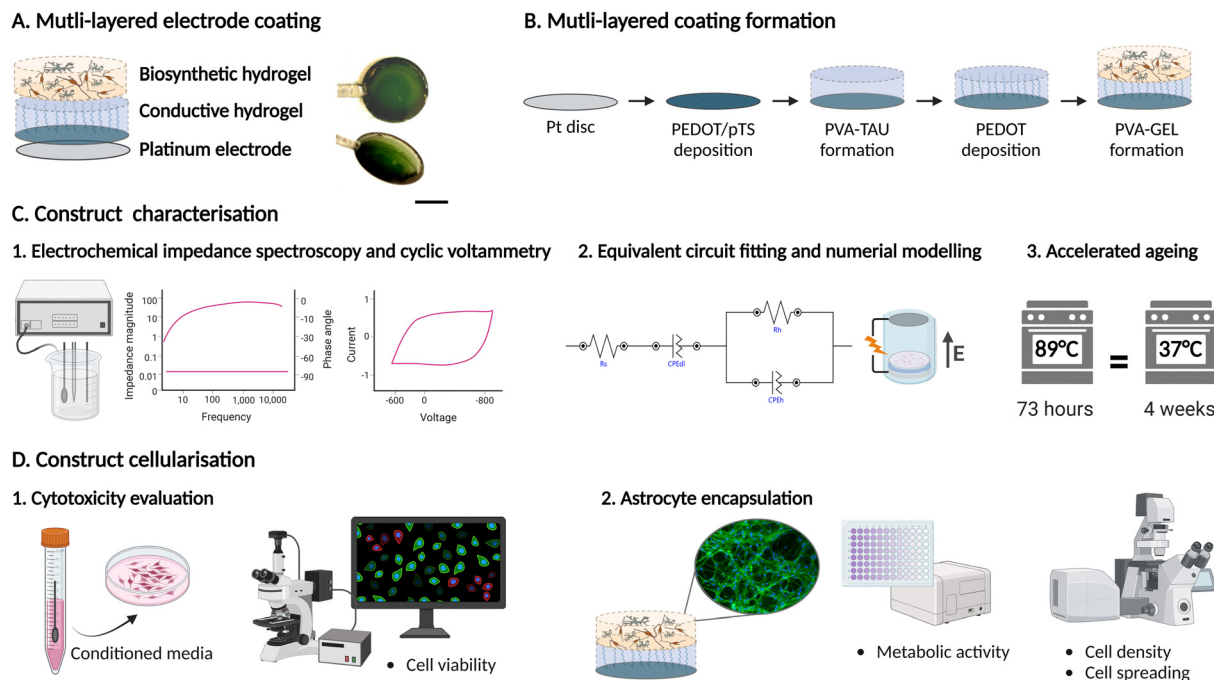 A. Mutli-layered electrode coating
Biosynthetic hydrogel
Conductive hydrogel
Platinum electrode
B. Mutli-layered coating formation
Pt disc
PEDOT/pTS
deposition
PVA-TAU
formation
PEDOT
deposition
PVA-GEL
formation
C. Construct characterisation
1. Electrochemical impedance spectroscopy and cyclic voltammetry
Impedance magnitude
100
10
1
0.1
0.01
0
10
100
1,000
10,000
Frequency
0
-10
-30
-30
-60
-90
Phase angle
Current
1
0
-1
-600
0
-800
Voltage
2. Equivalent circuit fitting and numerial modelling
Rs
CPEdl
Rh
CPEh
E
3. Accelerated ageing
89°C
=
37°C
73 hours
4 weeks
D. Construct cellularisation
1. Cytotoxicity evaluation
Conditioned media
• Cell viability
2. Astrocyte encapsulation
• Metabolic activity
• Cell density
• Cell spreading